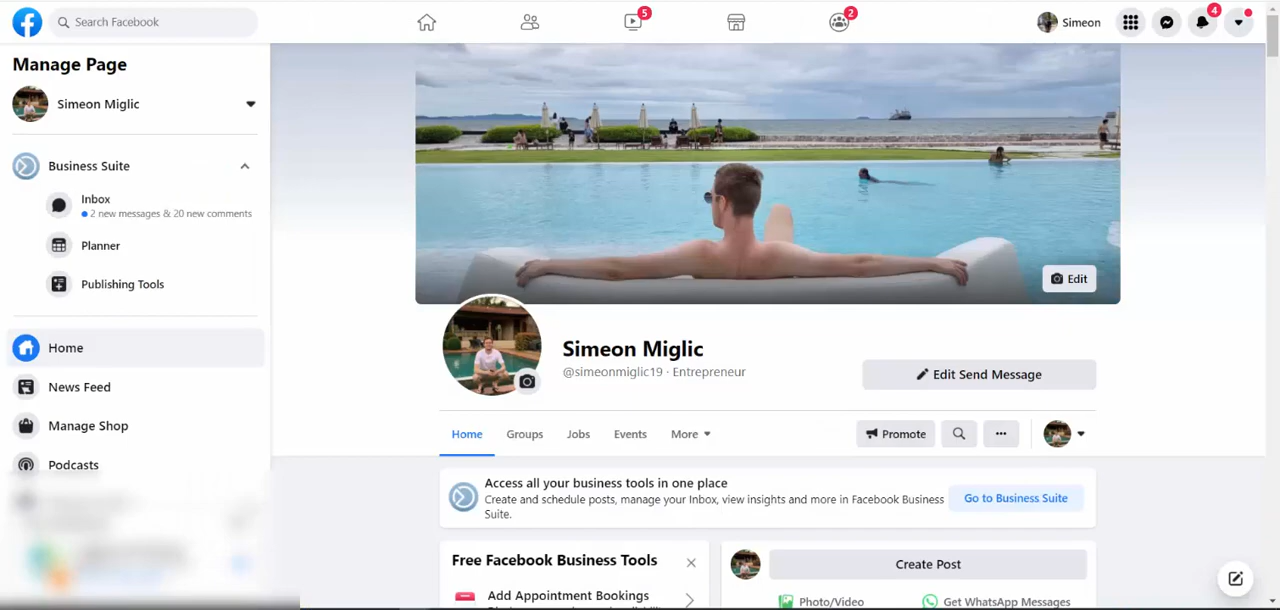 Search Facebook
5
2
Simeon
4
Manage Page
Simeon Miglic
Business Suite
Inbox
2 new messages & 20 new comments
Planner
Publishing Tools
Home
News Feed
Manage Shop
Podcasts
Edit
Simeon Miglic
@simeonmiglic19 · Entrepreneur
Edit Send Message
Home Groups Jobs Events More
Promote
Access all your business tools in one place
Create and schedule posts, manage your Inbox, view insights and more in Facebook Business
Suite.
Go to Business Suite
Free Facebook Business Tools
Add Appointment Bookings
Create Post
Photo/Video
Get WhatsApp Messages